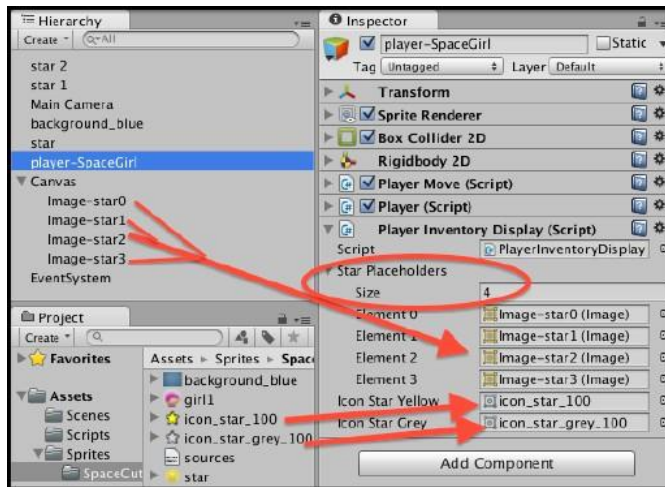 Hierarchy
Create
All
star 2
star 1
Main Camera
background_blue
star
player-SpaceGirl
Canvas
Image-star0
Image-star1
Image-star2
Image-star3
EventSystem
Project
Create
Favorites
Assets
Scenes
Scripts
Sprites
SpaceCut
Assets Sprites Spac
background_blue
girl1
icon_star_100
icon_star_grey_100
sources
star
Inspector
player-SpaceGirl Static
Tag Untagged Layer Default
Transform
Sprite Renderer
Box Collider 2D
Rigidbody 2D
Player Move (Script)
Player (Script)
Player Inventory Display (Script)
Script PlayerInventoryDisplay
Star Placeholders
Size 4
Element 0 Image-star0 (Image)
Element 1 Image-star1 (Image)
Element 2 Image-star2 (Image)
Element 3 Image-star3 (Image)
Icon Star Yellow icon_star_100
Icon Star Grey icon_star_grey_100
Add Component